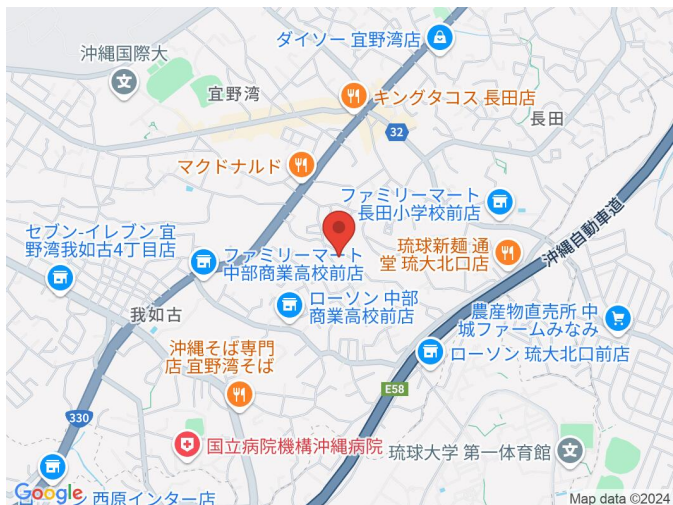 ダイソー 宜野湾店
沖縄国際大
宜野湾
キングタコス 長田店
長田
32
マクドナルド
ファミリーマート
長田小学校前店
セブン-イレブン 宜
野湾我如古4丁目店
ファミリーマート
中部商業高校前店
琉球新麺 通
堂 琉大北口店
沖縄自動車道
我如古
ローソン 中部
商業高校前店
農産物直売所 中
城ファームみなみ
ローソン 琉大北口前店
沖縄そば専門
店 宜野湾そば
E58
330
国立病院機構沖縄病院
琉球大学 第一体育館
西原インター店
Google
Map data ©2024